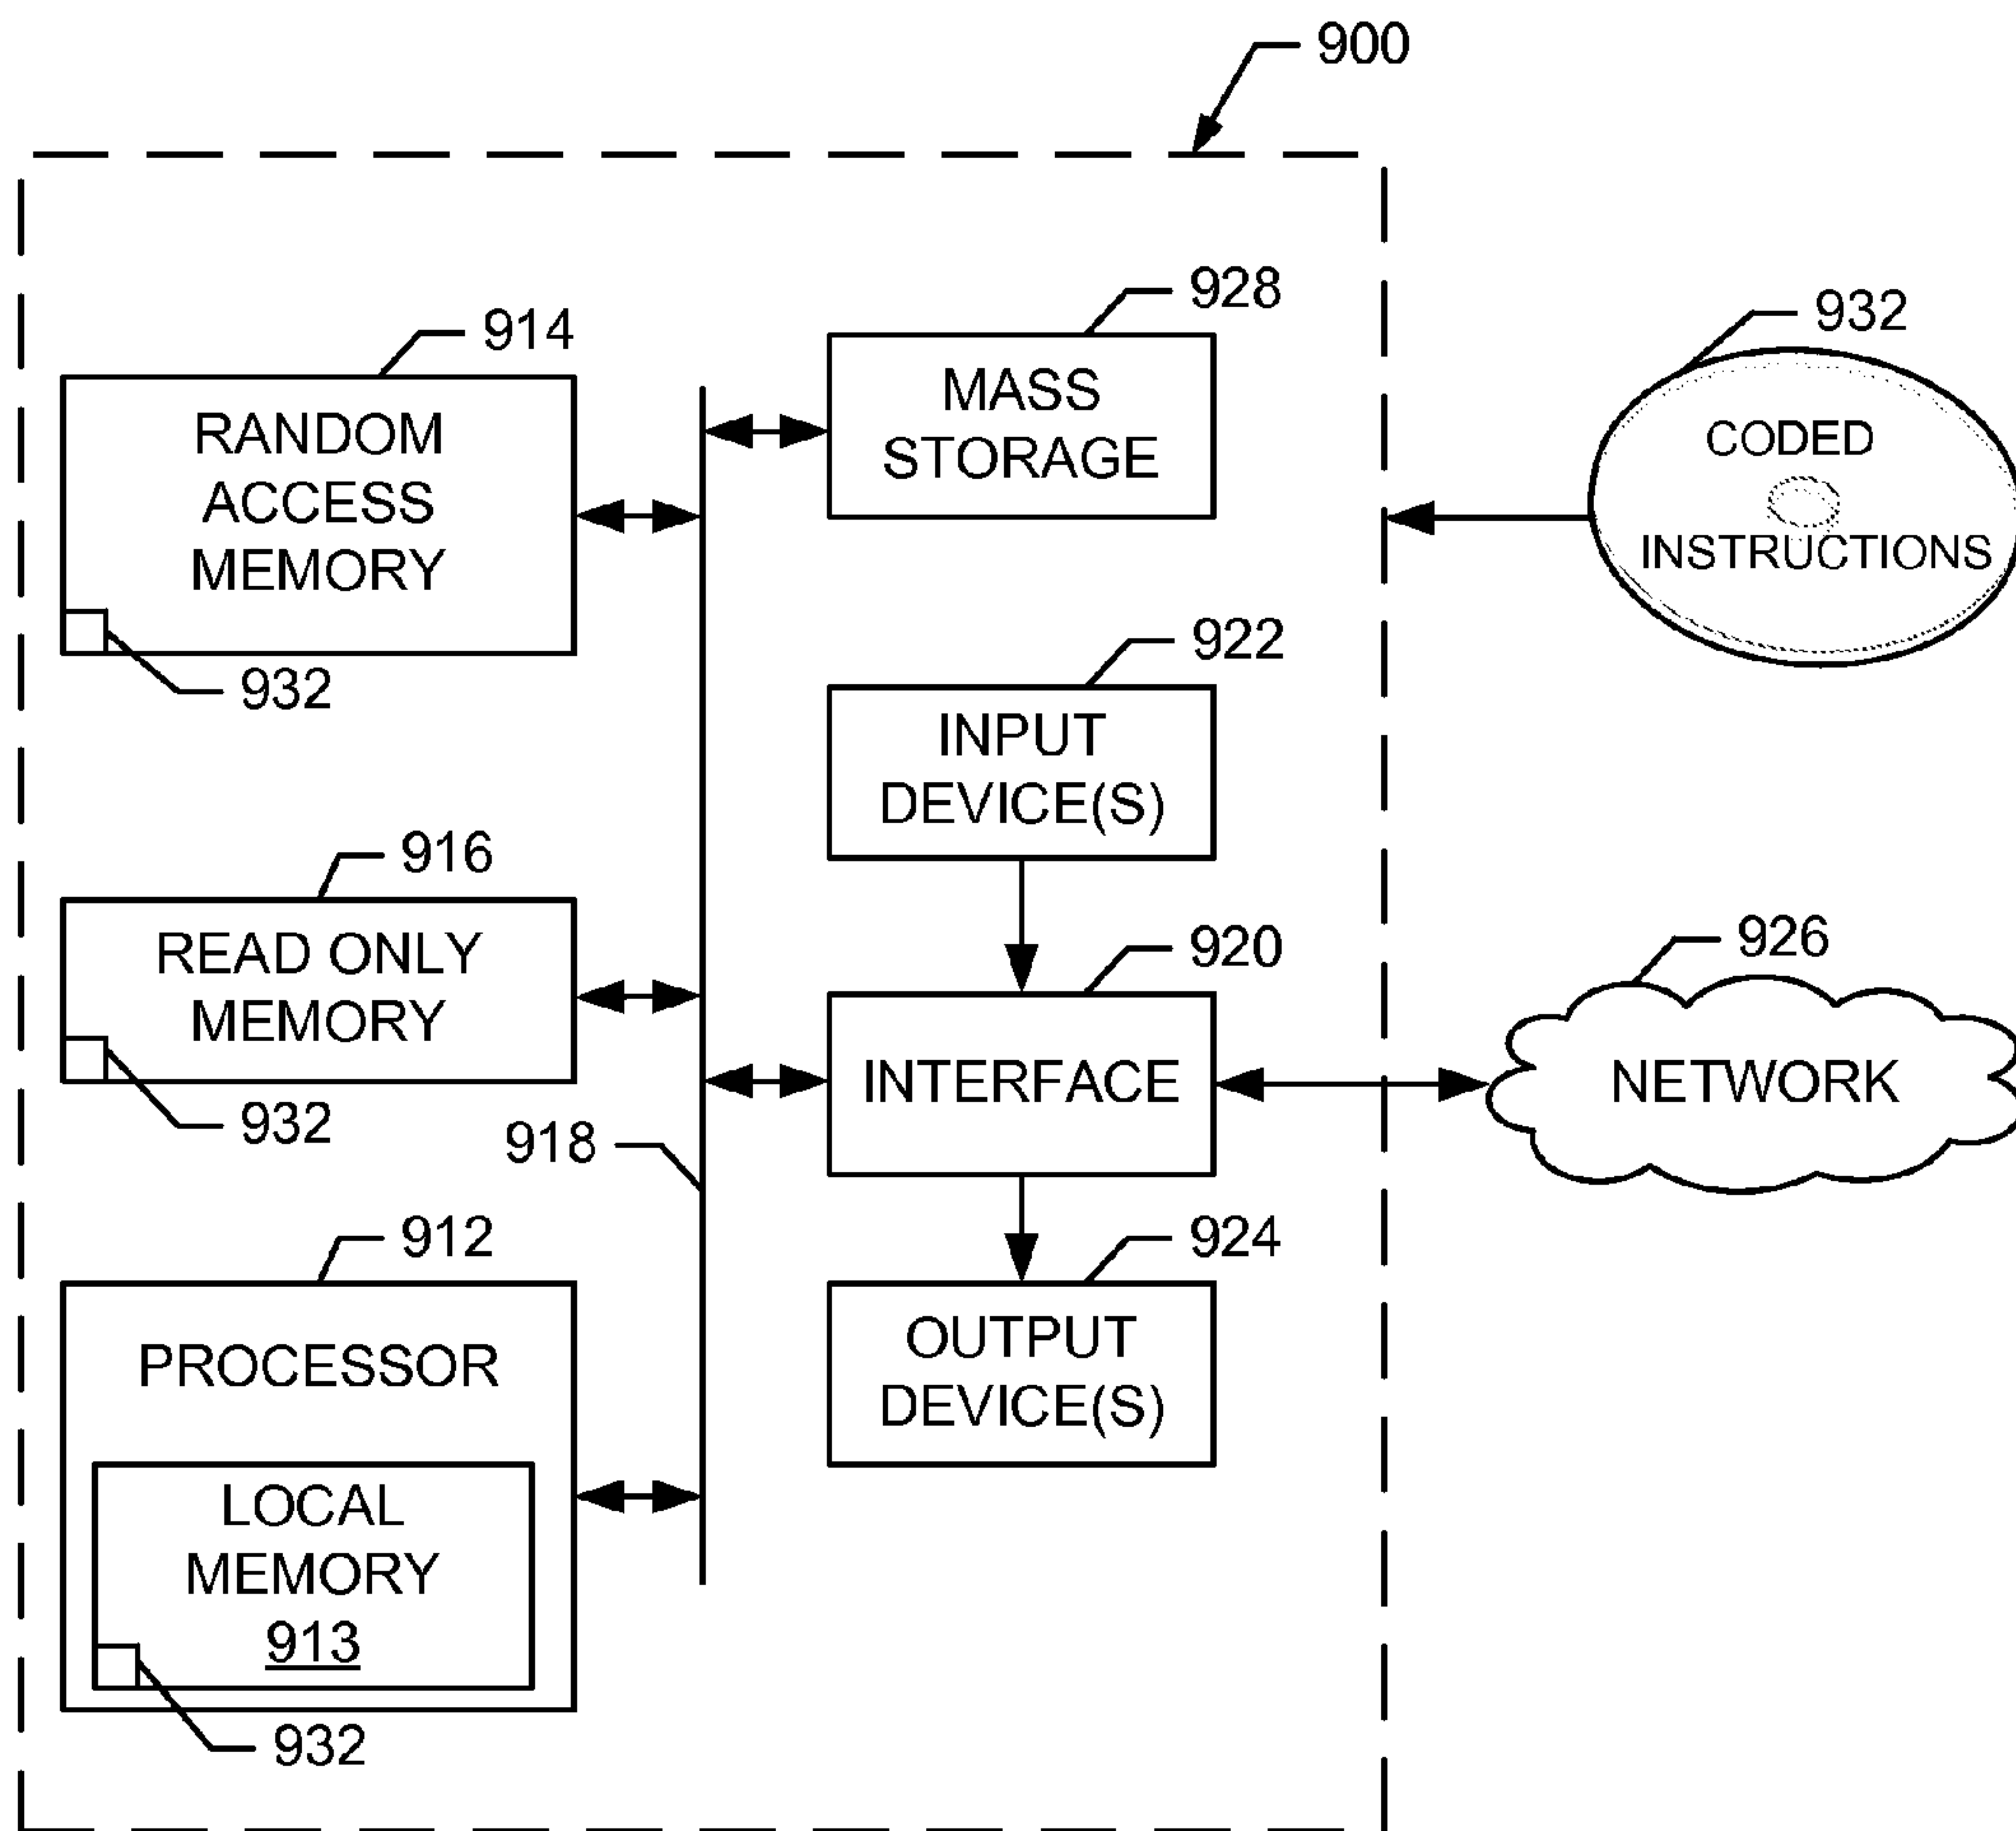 900
928
932
914
MASS
STORAGE
RANDOM
ACCESS
MEMORY
CODED
INSTRUCTIONS
932
922
INPUT
DEVICE(S)
916
READ ONLY
MEMORY
920
926
INTERFACE
NETWORK
932
918
912
924
PROCESSOR
OUTPUT
DEVICE(S)
LOCAL
MEMORY
913
932